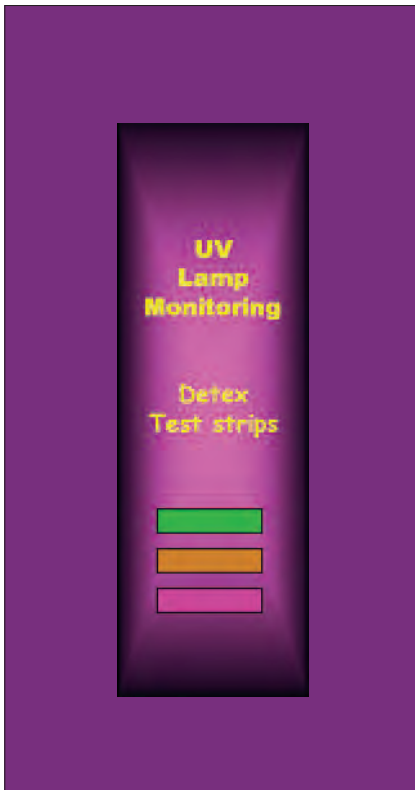 UV
Lamp
Monitoring
Detex
Test strips